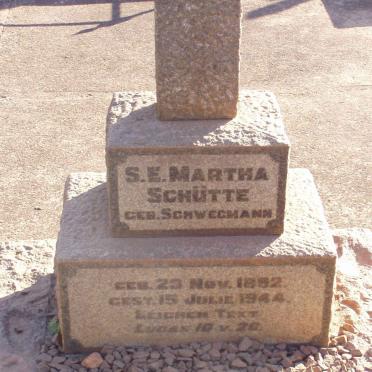 S.E. MARTHA
SCHÜTTE
GEB. SCHWEGMANN
GEB. 23 NOV. 1892.
GEST. 15 JULIE 1944.
LEICHEN TEXT
LUCAS 10 V. 20.